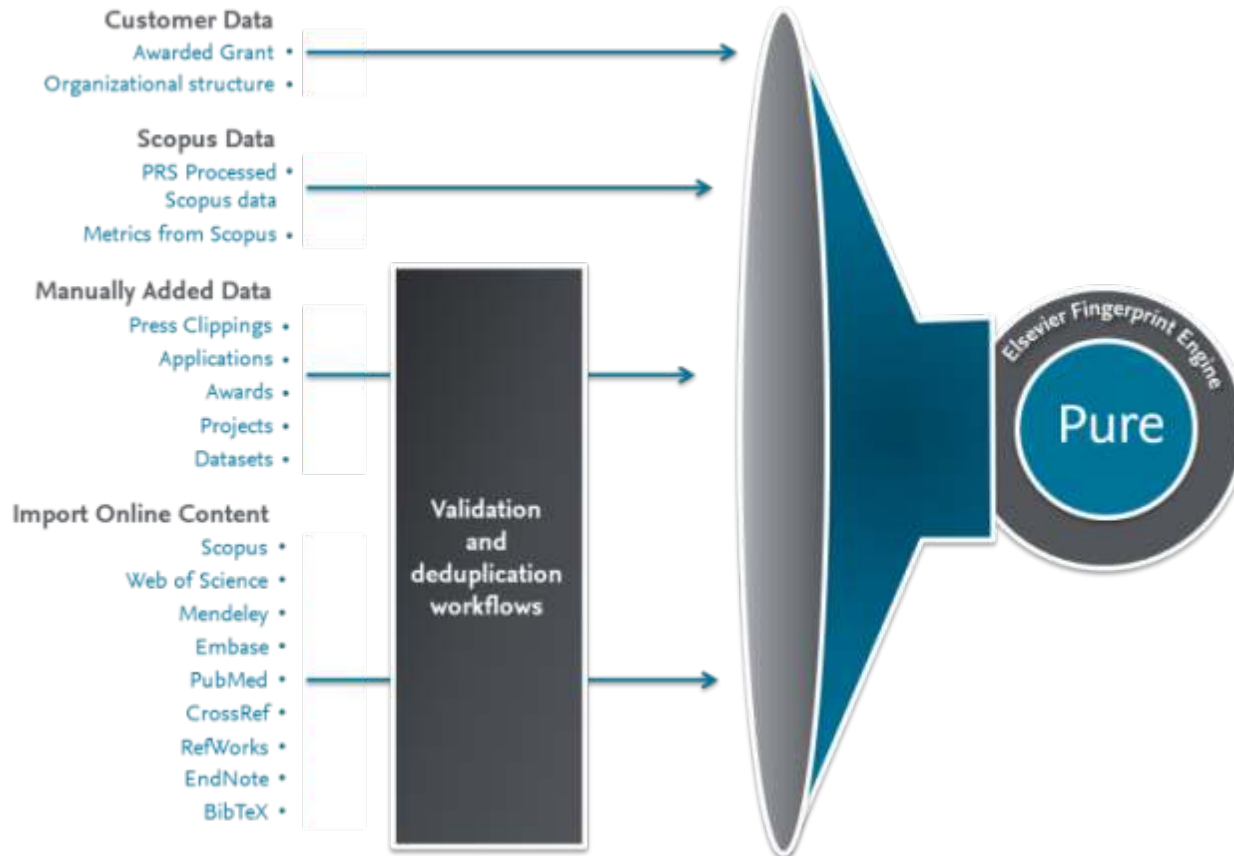 Customer Data
Awarded Grant •
Organizational structure •
Scopus Data
PRS Processed •
Scopus data
Metrics from Scopus •
Manually Added Data
Press Clippings •
Applications •
Awards •
Projects •
Datasets •
Import Online Content
Scopus •
Web of Science •
Mendeley •
Embase •
PubMed •
CrossRef •
RefWorks •
EndNote •
BibTeX •
Validation
and
deduplication
workflows
Elsevier Fingerprint Engine
Pure